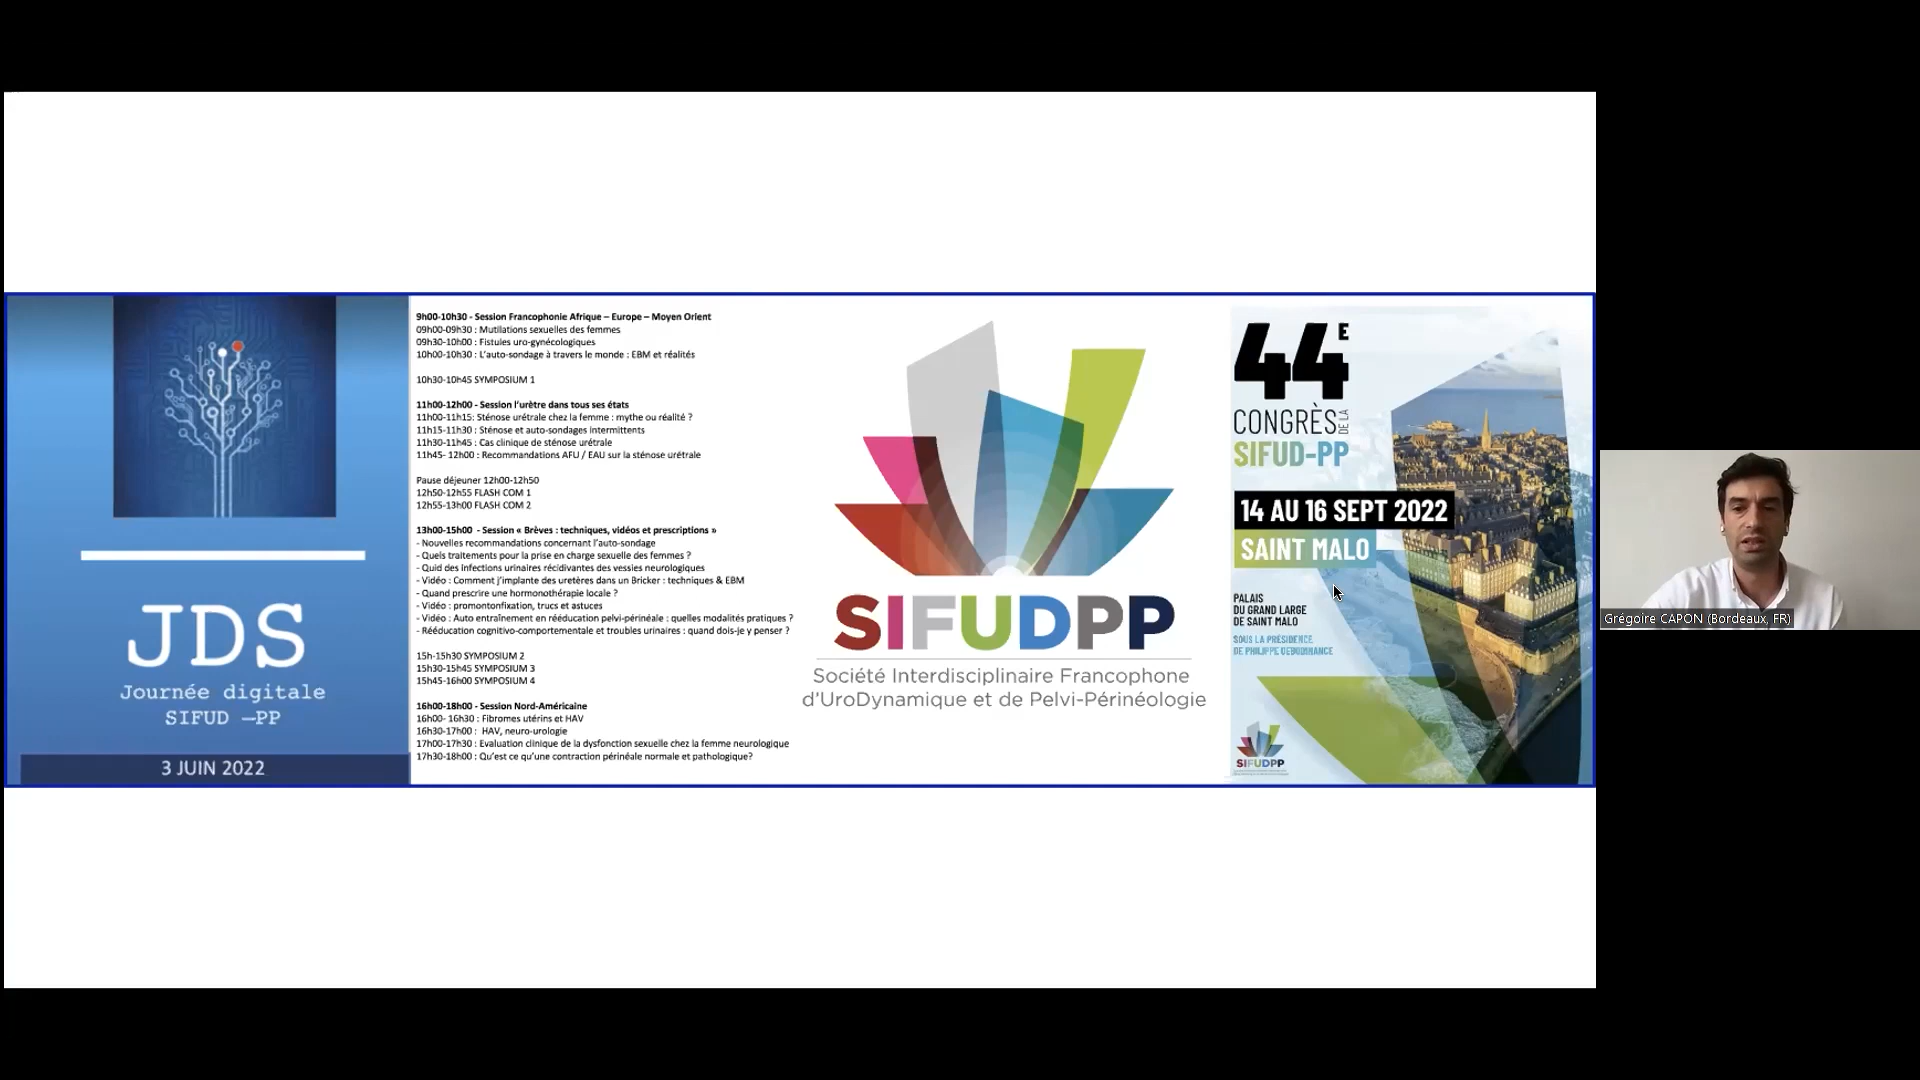 JDS
Journée digitale
SIFUD –PP
3 JUIN 2022
9h00-10h30 - Session Francophonie Afrique – Europe – Moyen Orient
09h00-09h30 : Mutilations sexuelles des femmes
09h30-10h00 : Fistules uro-gynécologiques
10h00-10h30 : L'auto-sondage à travers le monde : EBM et réalités
10h30-10h45 SYMPOSIUM 1
11h00-12h00 - Session l'urètre dans tous ses états
11h00-11h15: Sténose urétrale chez la femme : mythe ou réalité ?
11h15-11h30 : Sténose et auto-sondages intermittents
11h30-11h45 : Cas clinique de sténose urétrale
11h45- 12h00 : Recommandations AFU / EAU sur la sténose urétrale
Pause déjeuner 12h00-12h50
12h50-12h55 FLASH COM 1
12h55-13h00 FLASH COM 2
13h00-15h00 - Session « Brèves : techniques, vidéos et prescriptions »
- Nouvelles recommandations concernant l'auto-sondage
- Quels traitements pour la prise en charge sexuelle des femmes ?
- Quid des Infections urinaires récidivantes des vessies neurologiques
- Vidéo : Comment j'implante des uretères dans un Bricker : techniques & EBM
- Quand prescrire une hormonothérapie locale ?
- Vidéo : promontonfixation, trucs et astuces
- Vidéo : Auto entraînement en rééducation pelvi-périnéale : quelles modalités pratiques ?
- Rééducation cognitivo-comportementale et troubles urinaires : quand dois-je y penser ?
15h-15h30 SYMPOSIUM 2
15h30-15h45 SYMPOSIUM 3
15h45-16h00 SYMPOSIUM 4
16h00-18h00 - Session Nord-Américaine
16h00- 16h30 : Fibromes utérins et HAV
16h30-17h00 : HAV, neuro-urologie
17h00-17h30 : Evaluation clinique de la dysfonction sexuelle chez la femme neurologique
17h30-18h00 : Qu'est ce qu'une contraction périnéale normale et pathologique?
SIFUDPP
Société Interdisciplinaire Francophone
d'UroDynamique et de Pelvi-Périnéologie
44E
CONGRÈS DE LA
SIFUD-PP
14 AU 16 SEPT 2022
SAINT MALO
PALAIS
DU GRAND LARGE
DE SAINT MALO
SOUS LA PRÉSIDENCE
DE PHILIPPE DEBODINANCE
SIFUDPP
Grégoire CAPON (Bordeaux, FR)